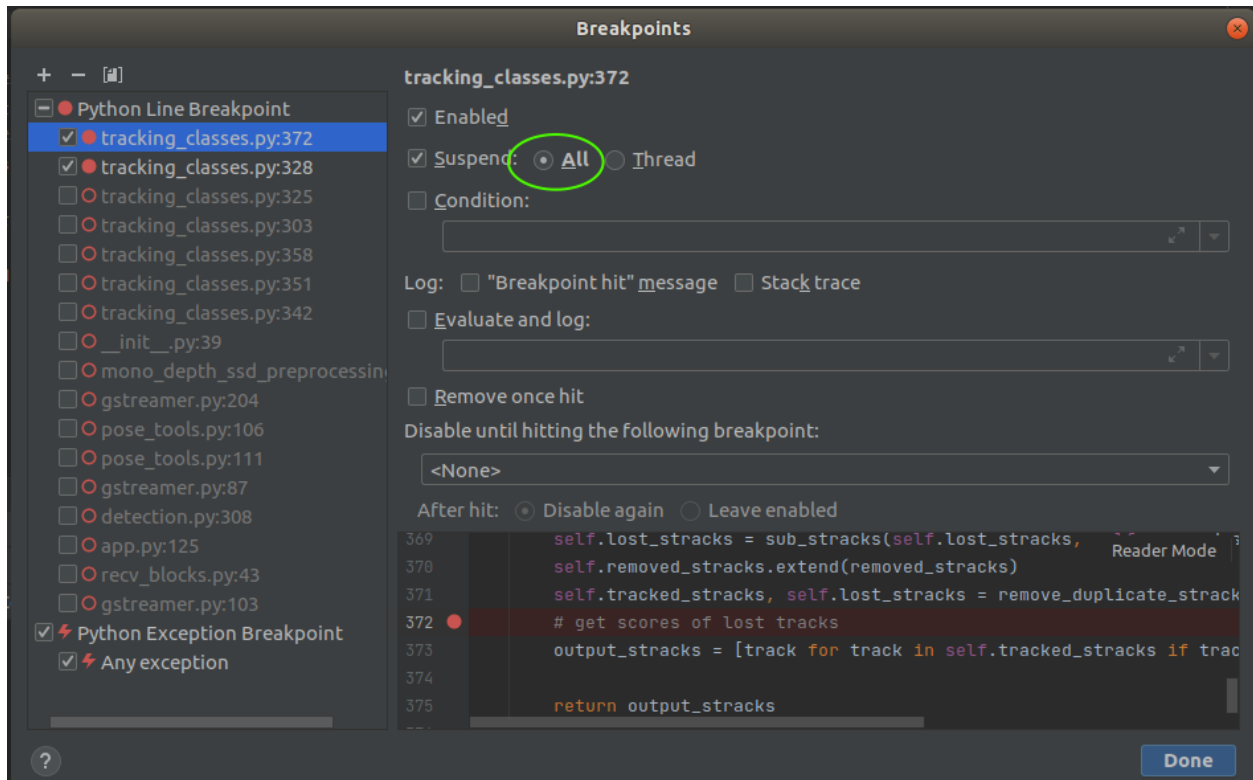 Breakpoints
tracking_classes.py:372
Python Line Breakpoint
tracking_classes.py:372
tracking_classes.py:328
tracking_classes.py:325
tracking_classes.py:303
tracking_classes.py:358
tracking_classes.py:351
tracking_classes.py:342
__init__.py:39
mono_depth_ssd_preprocessin
gstreamer.py:204
pose_tools.py:106
pose_tools.py:111
gstreamer.py:87
detection.py:308
app.py:125
recv_blocks.py:43
gstreamer.py:103
Python Exception Breakpoint
Any exception
Enabled
Suspend: All Thread
Condition:
Log: "Breakpoint hit" message Stack trace
Evaluate and log:
Remove once hit
Disable until hitting the following breakpoint:
<None>
After hit: Disable again Leave enabled
369 self.lost_stracks = sub_stracks(self.lost_stracks,
Reader Mode
370 self.removed_stracks.extend(removed_stracks)
371 self.tracked_stracks, self.lost_stracks = remove_duplicate_strack
372 # get scores of lost tracks
373 output_stracks = [track for track in self.tracked_stracks if trac
374
375 return output_stracks
? Done